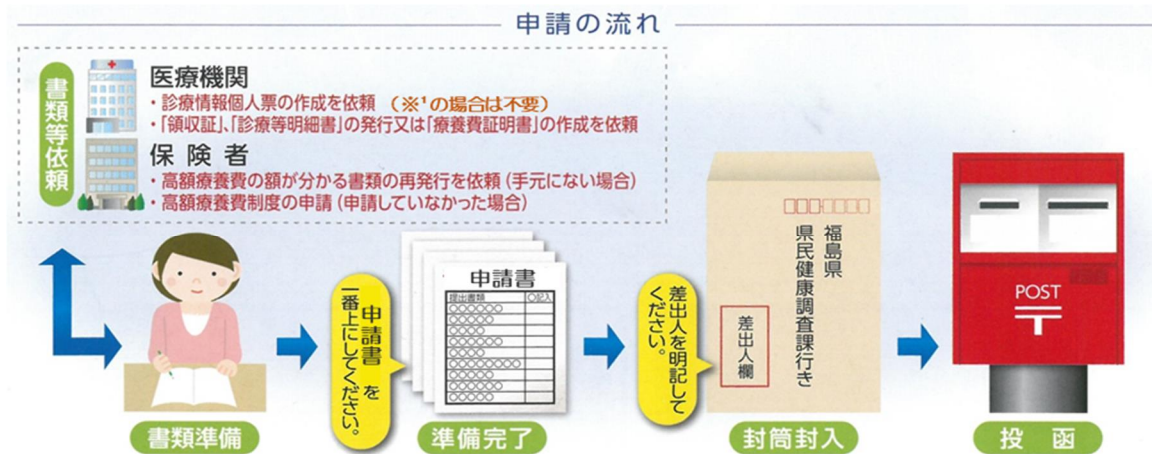 申請の流れ
書類等依頼
医療機関
・診療情報個人票の作成を依頼 (※¹の場合は不要)
・「領収証」、「診療等明細書」の発行又は「療養費証明書」の作成を依頼
保険者
・高額療養費の額が分かる書類の再発行を依頼(手元にない場合)
・高額療養費制度の申請(申請していなかった場合)
書類準備
申請書を
一番上にしてください。
申請書
提出書類
○記入
○○○○○○
○○○○○
○○○○
○○○○○○
○○○○○
○○○○○○○○
○○○○○○
○○○○○○
○○○○○
準備完了
差出人を明記して
ください。
福島県
県民健康調査課行き
差出人欄
封筒封入
POST
〒
投函